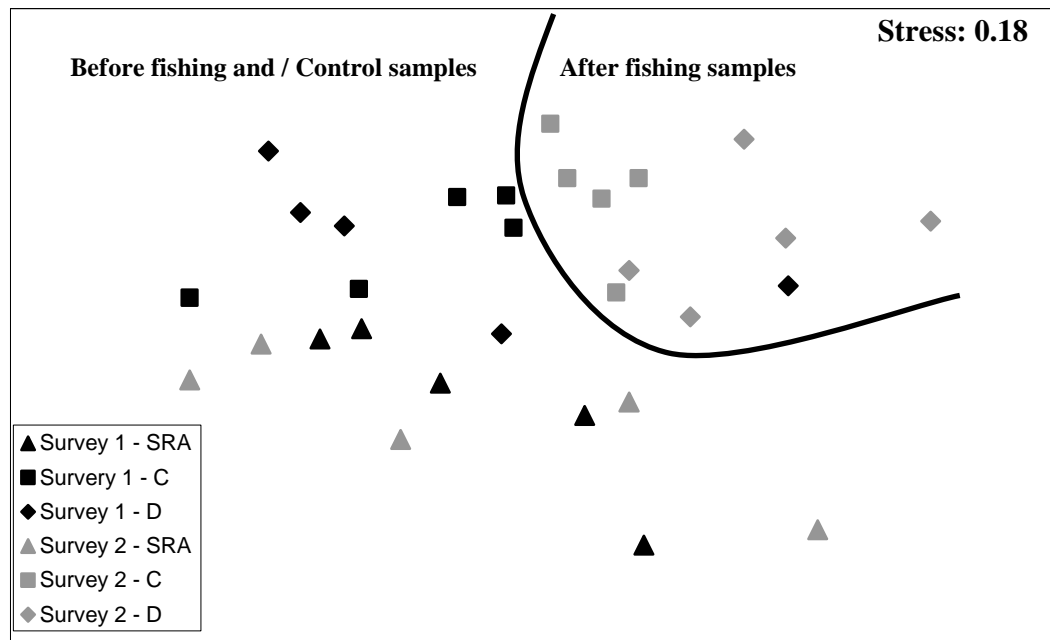 Stress: 0.18
Before fishing and / Control samples
After fishing samples
Survey 1 - SRA
Survery 1 - C
Survey 1 - D
Survey 2 - SRA
Survey 2 - C
Survey 2 - D